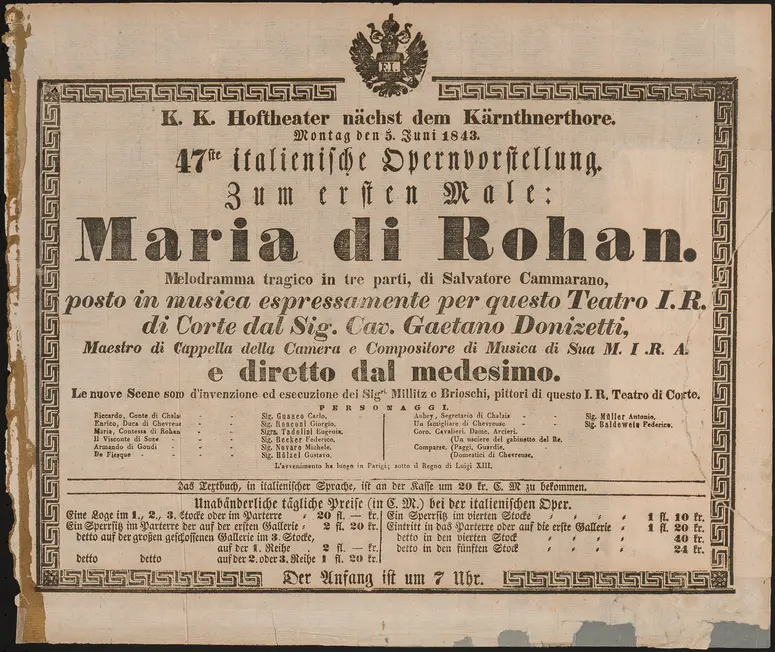 K. K. Hoftheater nächst dem Kärnthnerthore.
Montag den 5. Juni 1843.
47ste italienische Opernvorstellung.
Zum ersten Male:
Maria di Rohan.
Melodramma tragico in tre parti, di Salvatore Cammarano,
posto in musica espressamente per questo Teatro I.R.
di Corte dal Sig. Cav. Gaetano Donizetti,
Maestro di Cappella della Camera e Compositore di Musica di Sua M. I .R. A.
e diretto dal medesimo.
Le nuove Scene sono d'invenzione ed esecuzione dei Sigri. Millitz e Brioschi, pittori di questo I. R. Teatro di Corte.
PERSONAGGI.
Riccardo, Conte di Chalais - - Sig. Guasco Carlo.
Enrico, Duca di Chevreuse - - Sig. Ronconi Giorgio.
Maria, Contessa di Rohan - - Sigra. Tadolini Eugenia.
Il Visconte di Suze - - Sig. Becker Federico.
Armando di Gondi - - Sig. Novaro Michele.
De Fiesque - - Sig. Hölzel Gustavo.
Aubry, Segretario di Chalais - - Sig. Müller Antonio.
Un famigliare di Chevreuse - - Sig. Baldewein Federico.
Coro. Cavalieri. Dame. Arcieri.
(Un usciere del gabinetto del Re.
Comparse. (Paggi. Guardie.
(Domestici di Chevreuse.
L'avvenimento ha luogo in Parigi; sotto il Regno di Luigi XIII.
Das Textbuch, in italienischer Sprache, ist an der Kasse um 20 kr. C. M zu bekommen.
Unabänderliche tägliche Preise (in C. M.) bei der italienischen Oper.
Eine Loge im 1., 2., 3. Stocke oder im Parterre 20 fl. — kr.
Ein Sperrsitz im Parterre der auf der ersten Gallerie 2 fl. 20 kr.
detto auf der großen geschlossenen Gallerie im 3. Stocke,
auf der 1. Reihe 2 fl. — kr.
detto detto auf der 2. oder 3. Reihe 1 fl. 20 kr.
Ein Sperrsitz im vierten Stocke 1 fl. 10 kr.
Eintritt in das Parterre oder auf die erste Gallerie 1 fl. 20 kr.
detto in den vierten Stock 40 kr.
detto in den fünften Stock 24 kr.
Der Anfang ist um 7 Uhr.